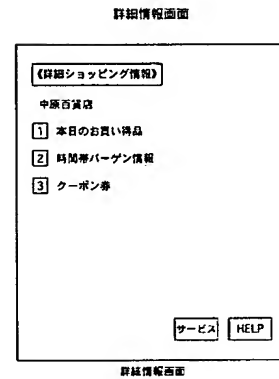 詳細情報画面
《詳細ショッピング情報》
中原百貨店
1 本日のお買い得品
2 時間帯バーゲン情報
3 クーポン券
サービス HELP
詳細情報画面